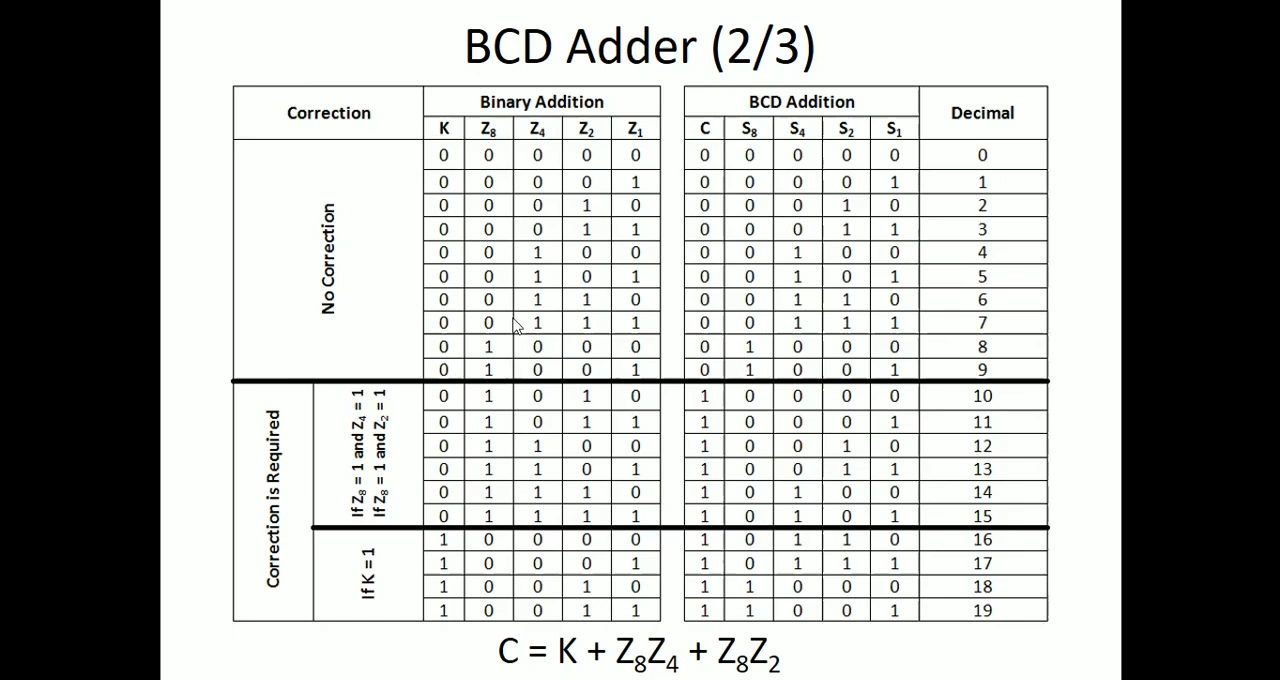 BCD Adder (2/3)
Correction Binary Addition BCD Addition Decimal
K Z₈ Z₄ Z₂ Z₁ C S₈ S₄ S₂ S₁
No Correction
0 0 0 0 0 0 0 0 0 0 0
0 0 0 0 1 0 0 0 0 1 1
0 0 0 1 0 0 0 0 1 0 2
0 0 0 1 1 0 0 0 1 1 3
0 0 1 0 0 0 0 1 0 0 4
0 0 1 0 1 0 0 1 0 1 5
0 0 1 1 0 0 0 1 1 0 6
0 0 1 1 1 0 0 1 1 1 7
0 1 0 0 0 0 1 0 0 0 8
0 1 0 0 1 0 1 0 0 1 9
Correction is Required
If Z₈ = 1 and Z₄ = 1
If Z₈ = 1 and Z₂ = 1
0 1 0 1 0 1 0 0 0 0 10
0 1 0 1 1 1 0 0 0 1 11
0 1 1 0 0 1 0 0 1 0 12
0 1 1 0 1 1 0 0 1 1 13
0 1 1 1 0 1 0 1 0 0 14
0 1 1 1 1 1 0 1 0 1 15
If K = 1
1 0 0 0 0 1 0 1 1 0 16
1 0 0 0 1 1 0 1 1 1 17
1 0 0 1 0 1 1 0 0 0 18
1 0 0 1 1 1 1 0 0 1 19
C = K + Z₈Z₄ + Z₈Z₂